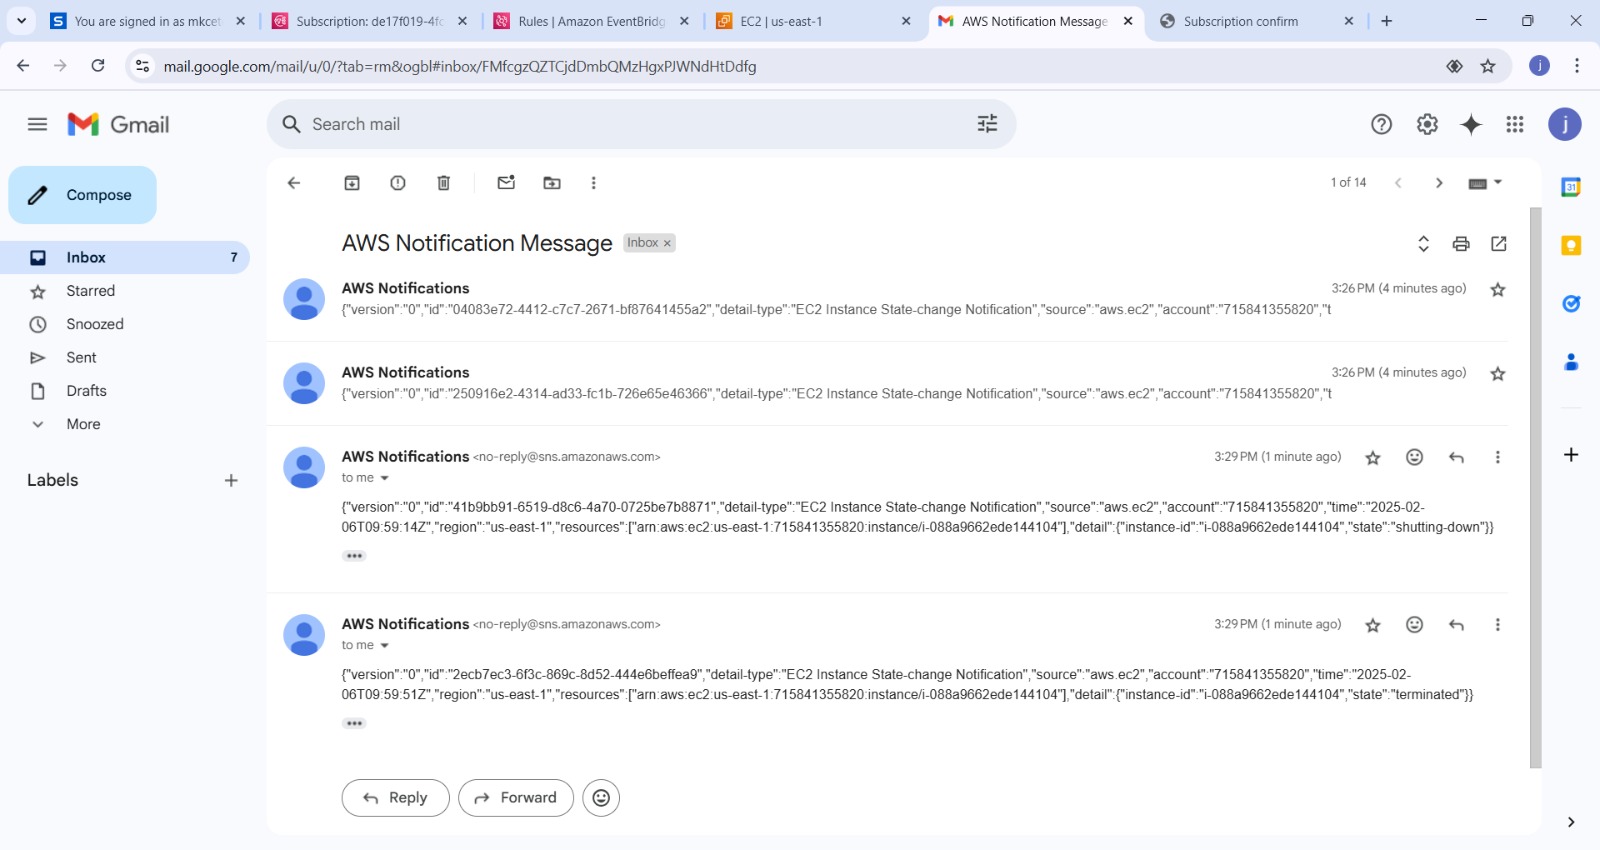 You are signed in as mkcet
Subscription: de17f019-4fc
Rules | Amazon EventBridg
EC2 | us-east-1
AWS Notification Message
Subscription confirm
mail.google.com/mail/u/0/?tab=rm&ogbl#inbox/FMfcgzQZTCjdDmbQMzHgxPJWNdHtDdfg
j
Gmail
Search mail
j
Compose
1 of 14
31
Inbox 7
Starred
Snoozed
Sent
Drafts
More
Labels
AWS Notification Message Inbox ×
AWS Notifications 3:26 PM (4 minutes ago)
{"version":"0","id":"04083e72-4412-c7c7-2671-bf87641455a2","detail-type":"EC2 Instance State-change Notification","source":"aws.ec2","account":"715841355820","t
AWS Notifications 3:26 PM (4 minutes ago)
{"version":"0","id":"250916e2-4314-ad33-fc1b-726e65e46366","detail-type":"EC2 Instance State-change Notification","source":"aws.ec2","account":"715841355820","t
AWS Notifications <no-reply@sns.amazonaws.com> 3:29 PM (1 minute ago)
to me
{"version":"0","id":"41b9bb91-6519-d8c6-4a70-0725be7b8871","detail-type":"EC2 Instance State-change Notification","source":"aws.ec2","account":"715841355820","time":"2025-02-
06T09:59:14Z","region":"us-east-1","resources":["arn:aws:ec2:us-east-1:715841355820:instance/i-088a9662ede144104"],"detail":{"instance-id":"i-088a9662ede144104","state":"shutting-down"}}
AWS Notifications <no-reply@sns.amazonaws.com> 3:29 PM (1 minute ago)
to me
{"version":"0","id":"2ecb7ec3-6f3c-869c-8d52-444e6beffea9","detail-type":"EC2 Instance State-change Notification","source":"aws.ec2","account":"715841355820","time":"2025-02-
06T09:59:51Z","region":"us-east-1","resources":["arn:aws:ec2:us-east-1:715841355820:instance/i-088a9662ede144104"],"detail":{"instance-id":"i-088a9662ede144104","state":"terminated"}}
Reply
Forward